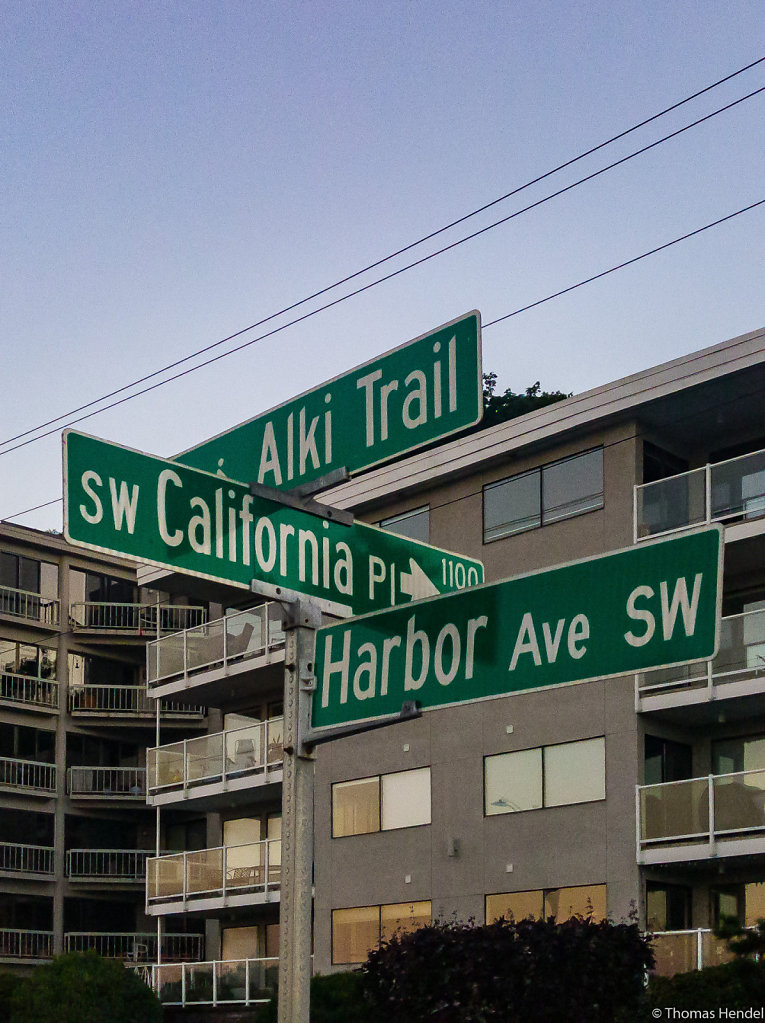 Alki Trail
SW California Pl 1100
Harbor Ave SW
© Thomas Hendel